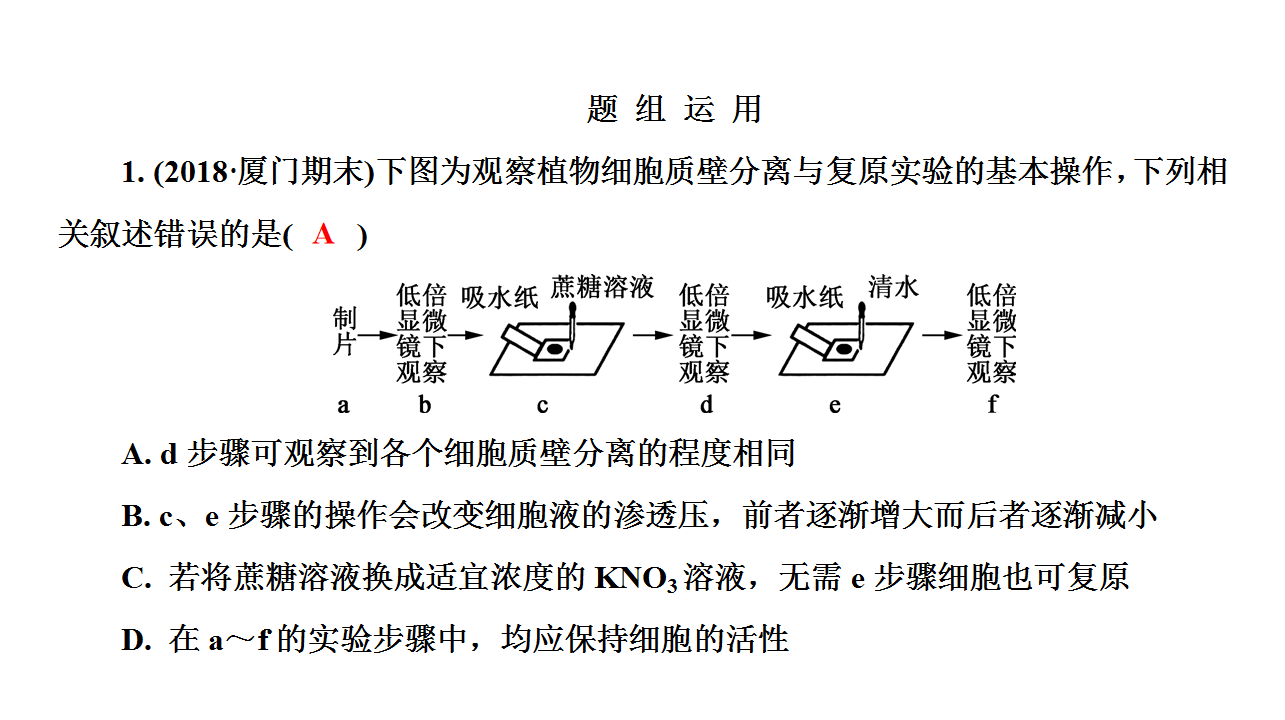 题 组 运 用
1. (2018·厦门期末)下图为观察植物细胞质壁分离与复原实验的基本操作，下列相
关叙述错误的是( A )
制片 低倍显微镜下观察 吸水纸 蔗糖溶液 低倍显微镜下观察 吸水纸 清水 低倍显微镜下观察
a b c d e f
A. d 步骤可观察到各个细胞质壁分离的程度相同
B. c、e 步骤的操作会改变细胞液的渗透压，前者逐渐增大而后者逐渐减小
C. 若将蔗糖溶液换成适宜浓度的 KNO₃ 溶液，无需 e 步骤细胞也可复原
D. 在 a～f 的实验步骤中，均应保持细胞的活性